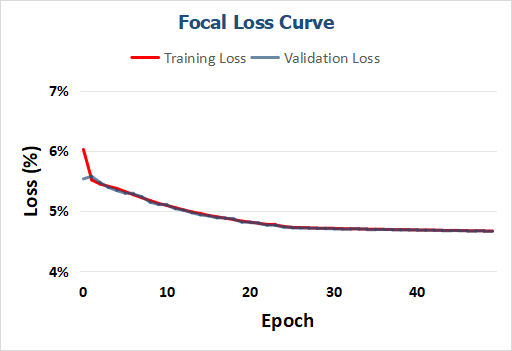 Focal Loss Curve
Training Loss Validation Loss
7%
6%
5%
4%
Loss (%)
0 10 20 30 40
Epoch